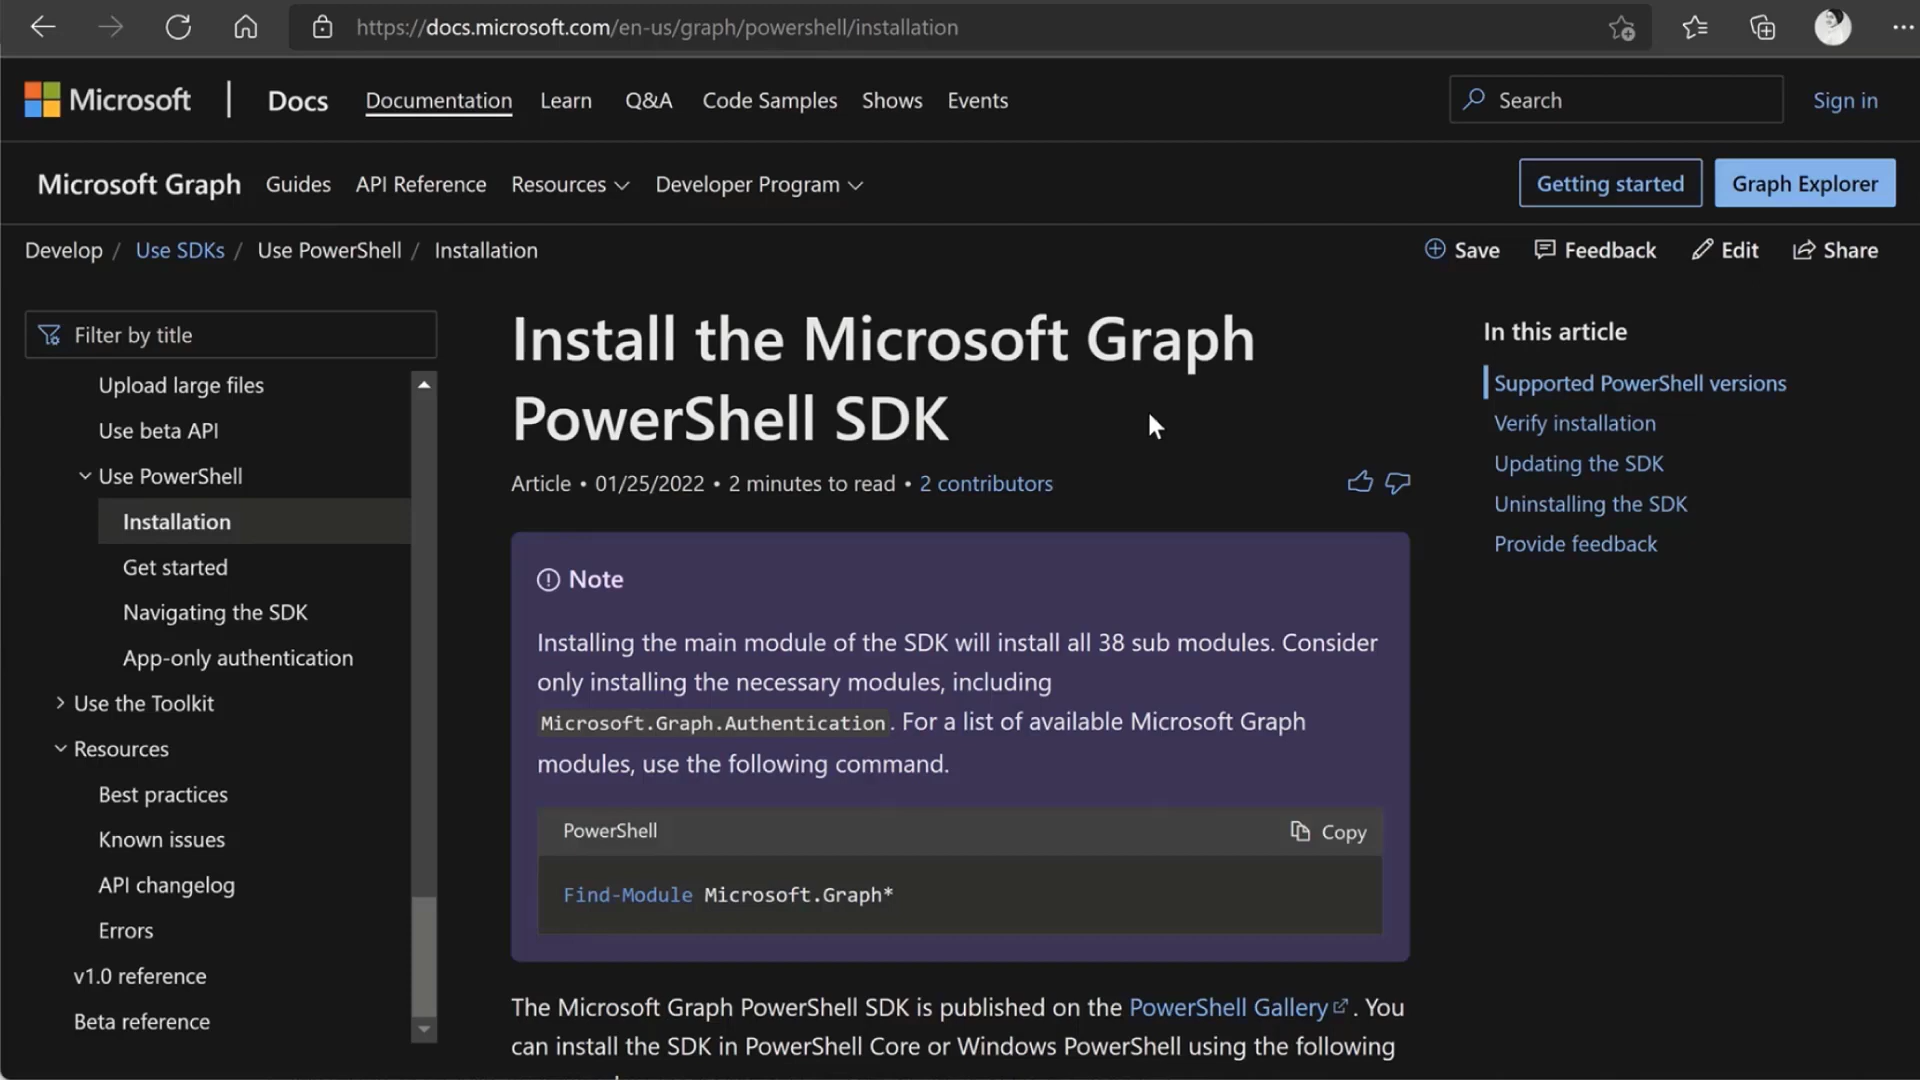 https://docs.microsoft.com/en-us/graph/powershell/installation
Microsoft | Docs Documentation Learn Q&A Code Samples Shows Events Search Sign in
Microsoft Graph Guides API Reference Resources Developer Program Getting started Graph Explorer
Develop / Use SDKs / Use PowerShell / Installation Save Feedback Edit Share
Filter by title
Upload large files
Use beta API
Use PowerShell
Installation
Get started
Navigating the SDK
App-only authentication
Use the Toolkit
Resources
Best practices
Known issues
API changelog
Errors
v1.0 reference
Beta reference
Install the Microsoft Graph
PowerShell SDK
Article • 01/25/2022 • 2 minutes to read • 2 contributors
Note
Installing the main module of the SDK will install all 38 sub modules. Consider
only installing the necessary modules, including
Microsoft.Graph.Authentication. For a list of available Microsoft Graph
modules, use the following command.
PowerShell Copy
Find-Module Microsoft.Graph*
The Microsoft Graph PowerShell SDK is published on the PowerShell Gallery. You
can install the SDK in PowerShell Core or Windows PowerShell using the following
In this article
Supported PowerShell versions
Verify installation
Updating the SDK
Uninstalling the SDK
Provide feedback